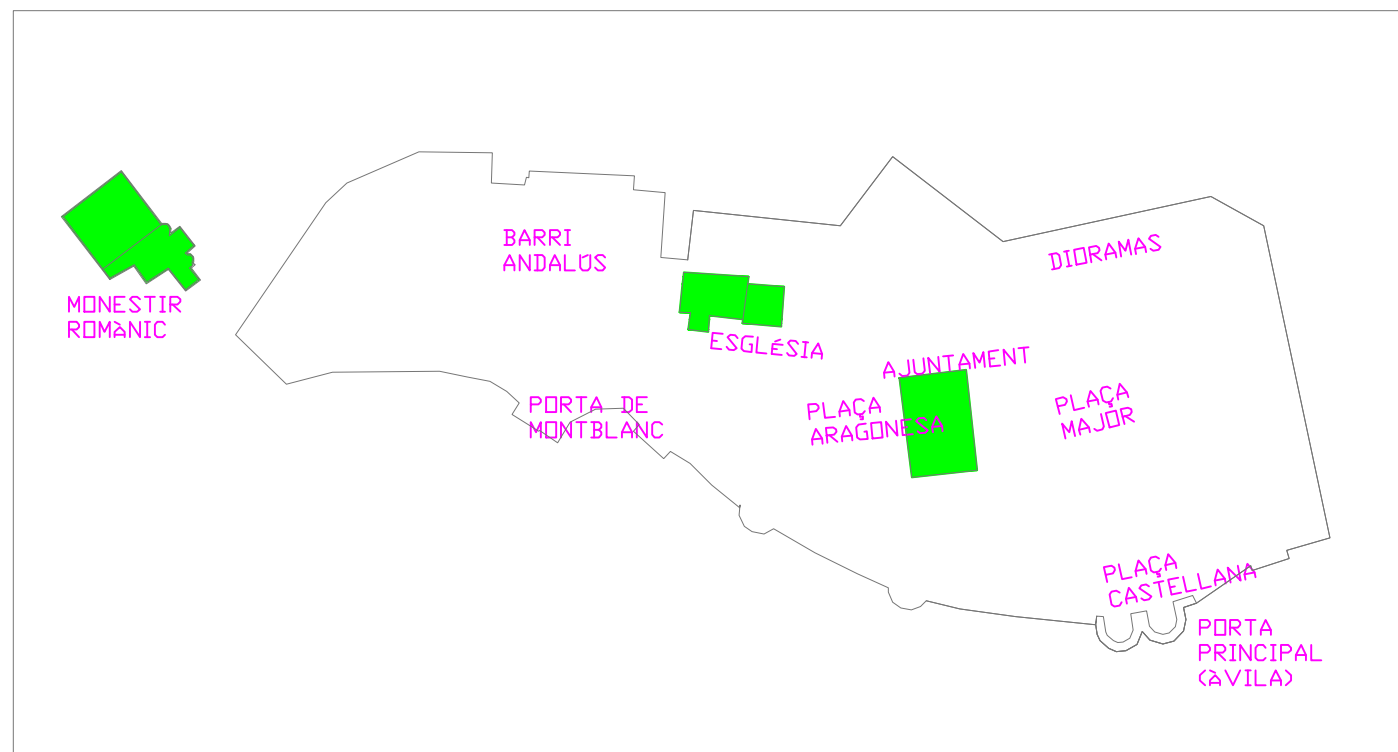 BARRI
ANDALÚS
DIORAMAS
MONESTIR
ROMÀNIC
ESGLÉSIA
AJUNTAMENT
PORTA DE
MONTBLANC
PLAÇA
ARAGONESA
PLAÇA
MAJOR
PLAÇA
CASTELLANA
PORTA
PRINCIPAL
(ÀVILA)